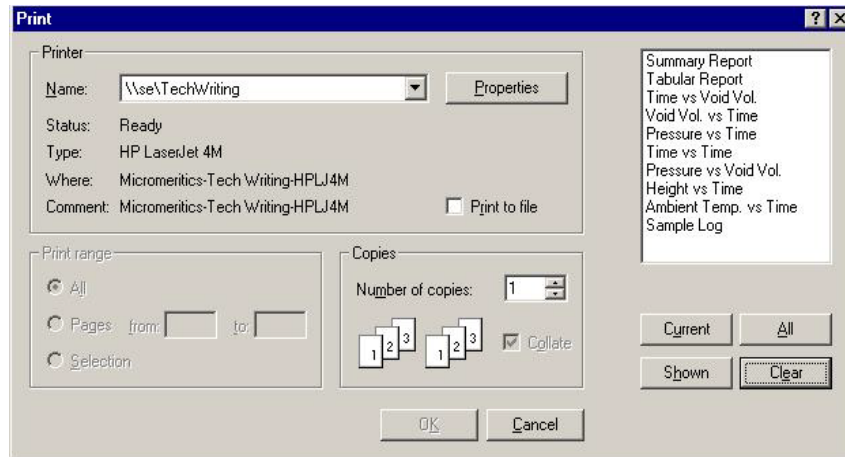 Print
Printer
Name: \\se\TechWriting Properties
Status: Ready
Type: HP LaserJet 4M
Where: Micromeritics-Tech Writing-HPLJ4M
Comment: Micromeritics-Tech Writing-HPLJ4M Print to file
Print range
All
Pages from: to:
Selection
Copies
Number of copies: 1
1 2 3 1 2 3 Collate
OK Cancel
Summary Report
Tabular Report
Time vs Void Vol.
Void Vol. vs Time
Pressure vs Time
Time vs Time
Pressure vs Void Vol.
Height vs Time
Ambient Temp. vs Time
Sample Log
Current All
Shown Clear